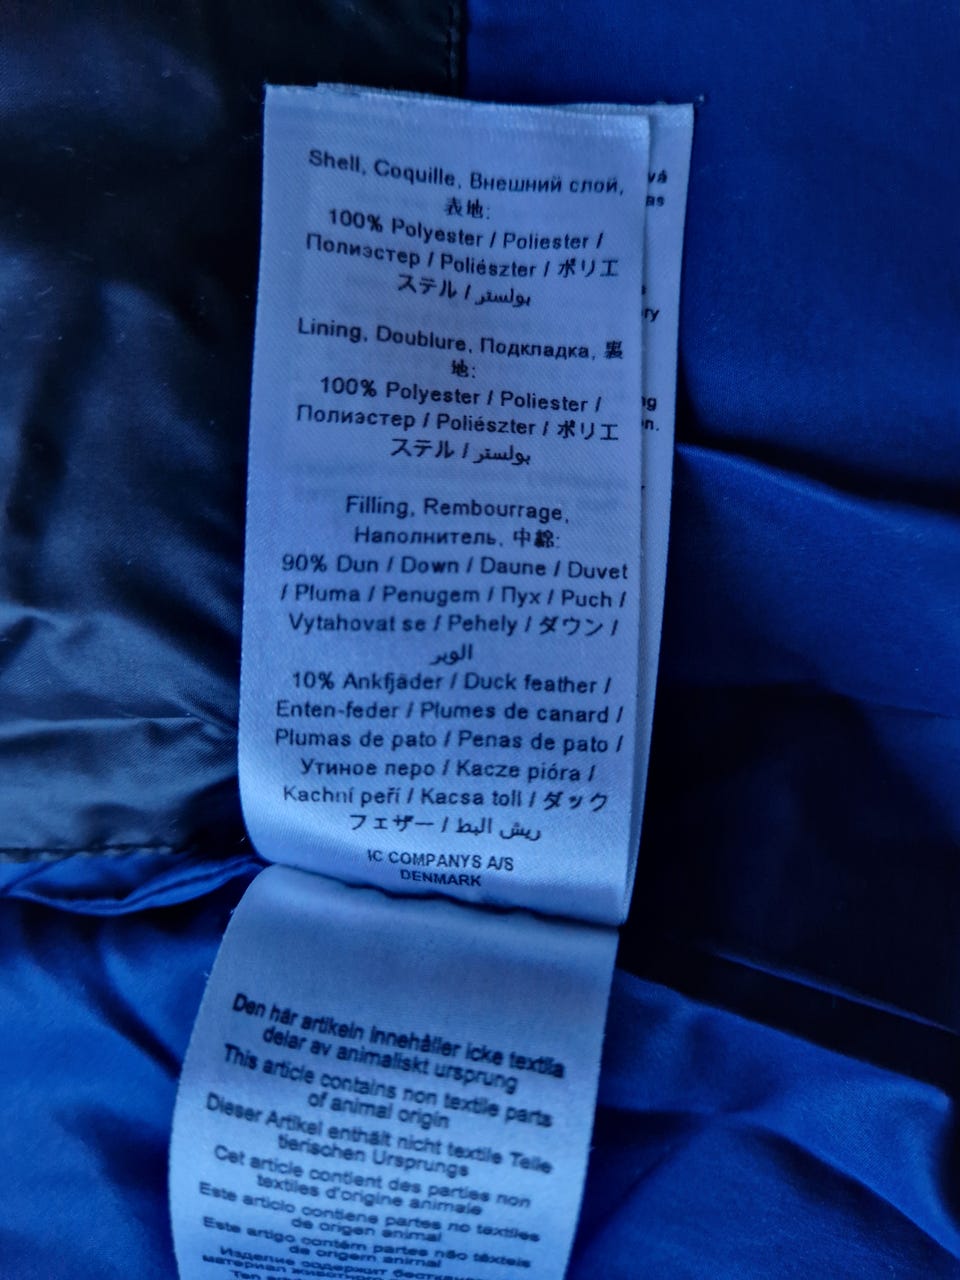 Shell, Coquille, Внешний слой,
表地:
100% Polyester / Poliester /
Полиэстер / Poliészter / ポリエ
ステル / بولستر
Lining, Doublure, Подкладка, 裏
地:
100% Polyester / Poliester /
Полиэстер / Poliészter / ポリエ
ステル / بولستر
Filling, Rembourrage,
Наполнитель, 中綿:
90% Dun / Down / Daune / Duvet
/ Pluma / Penugem / Пух / Puch /
Vytahovat se / Pehely / ダウン /
الوبر
10% Ankfjäder / Duck feather /
Enten-feder / Plumes de canard /
Plumas de pato / Penas de pato /
Утиное перо / Kacze pióra /
Kachní peří / Kacsa toll / ダック
フェザー / ريش البط
IC COMPANYS A/S
DENMARK
Den här artikeln innehåller icke textila
delar av animaliskt ursprung
This article contains non textile parts
of animal origin
Dieser Artikel enthält nicht textile Teile
tierischen Ursprungs
Cet article contient des parties non
textiles d'origine animale
Este articlo contiene partes no textiles
de origen animal
Este artigo contém partes não têxteis
de origem animal
Изделие содержит
материал животного